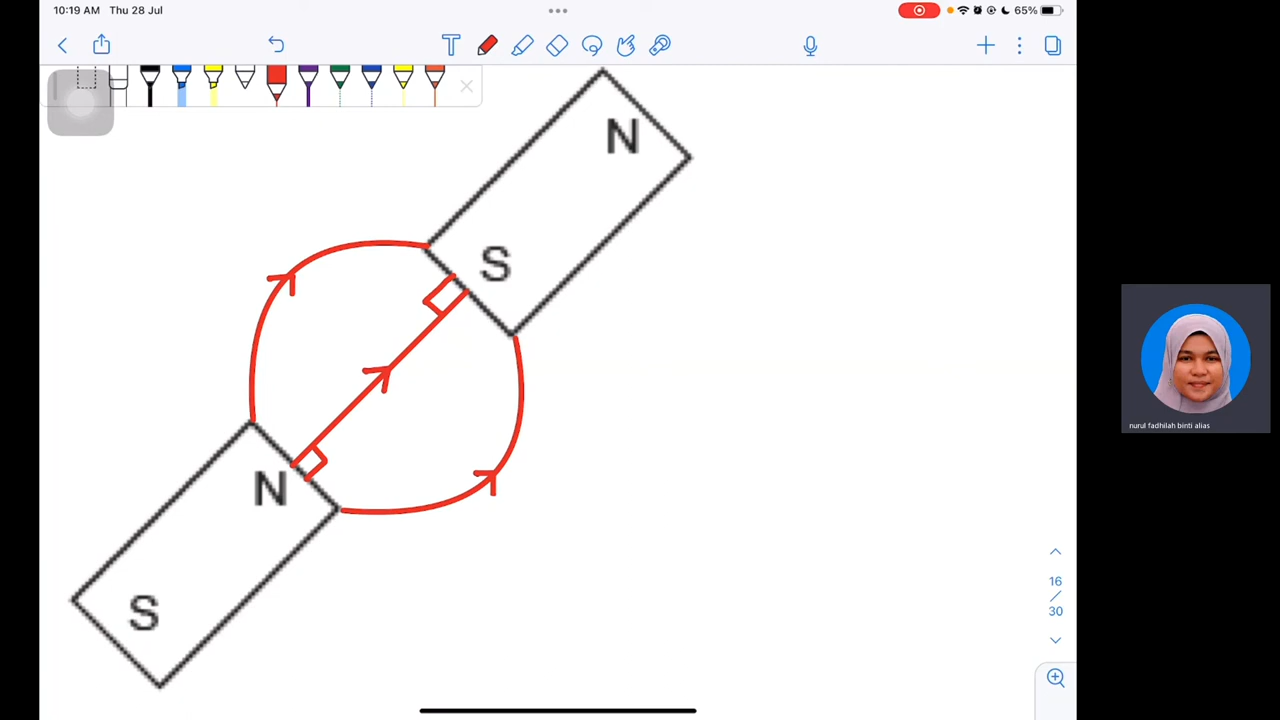 10:19 AM Thu 28 Jul
65%
T
N
S
N
S
16
30
nurul fadhilah binti alias